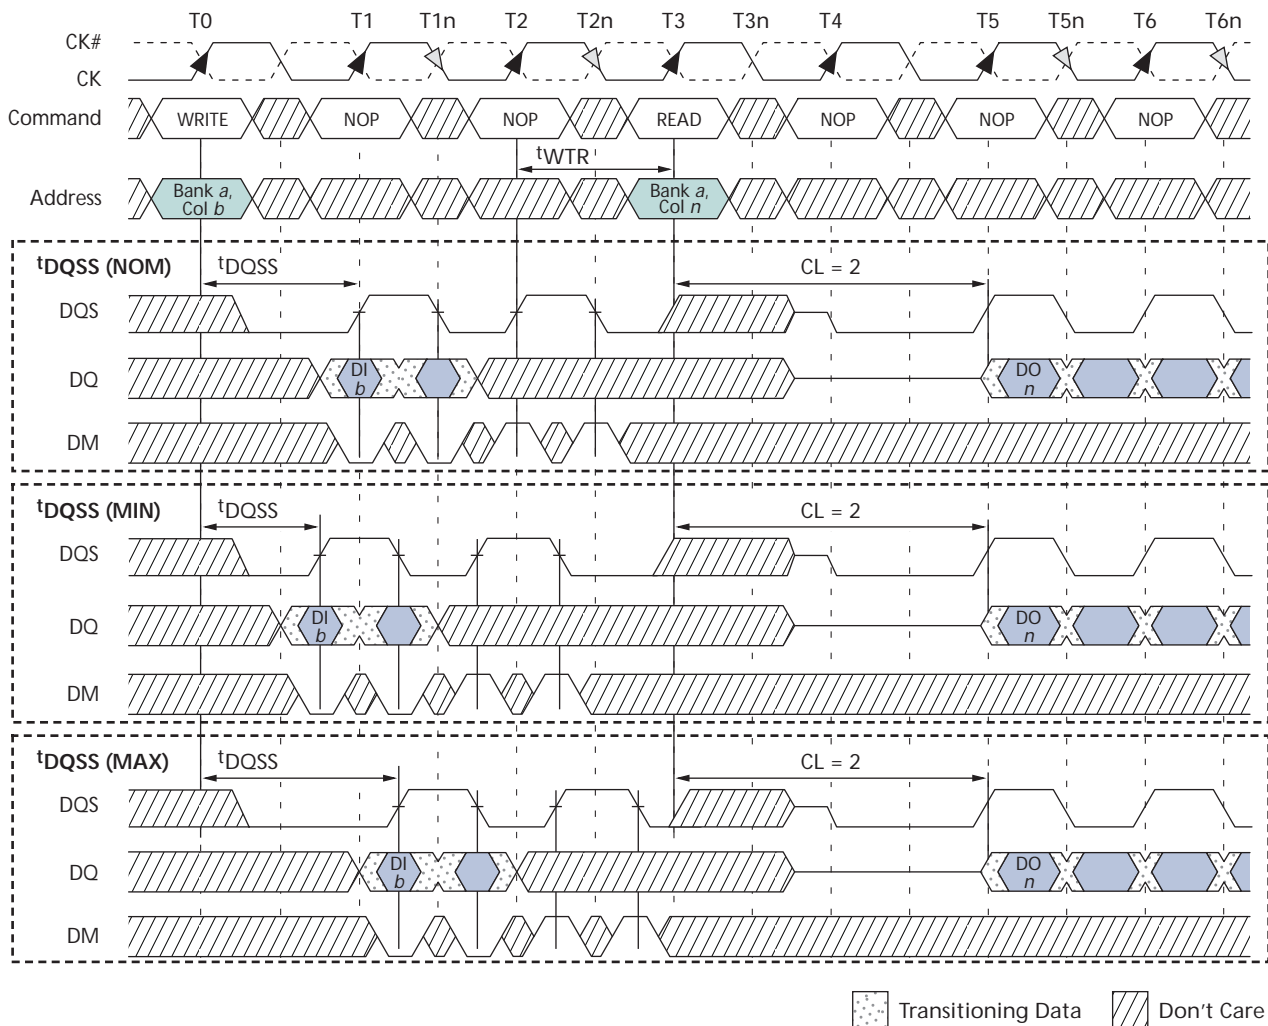 T0 T1 T1n T2 T2n T3 T3n T4 T5 T5n T6 T6n
CK#
CK
Command WRITE NOP NOP READ NOP NOP NOP
tWTR
Address Bank a, Col b Bank a, Col n
tDQSS (NOM) tDQSS CL = 2
DQS
DQ DI b DO n
DM
tDQSS (MIN) tDQSS CL = 2
DQS
DQ DI b DO n
DM
tDQSS (MAX) tDQSS CL = 2
DQS
DQ DI b DO n
DM
Transitioning Data Don't Care